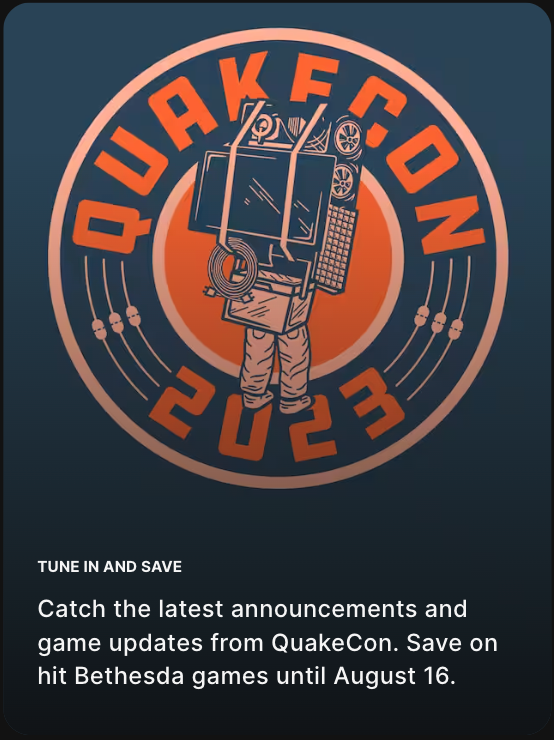 QUAKECON
2023
TUNE IN AND SAVE
Catch the latest announcements and
game updates from QuakeCon. Save on
hit Bethesda games until August 16.